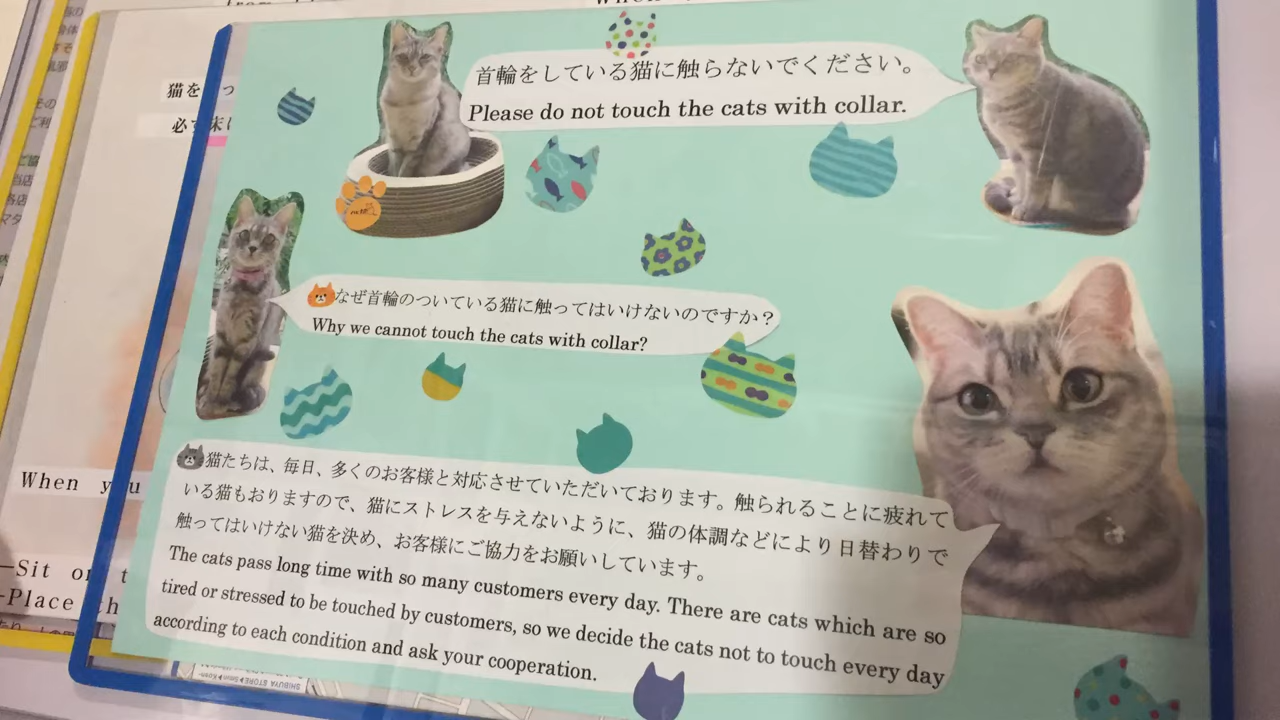 首輪をしている猫に触らないでください。
Please do not touch the cats with collar.
なぜ首輪のついている猫に触ってはいけないのですか?
Why we cannot touch the cats with collar?
猫たちは、毎日、多くのお客様と対応させていただいております。触られることに疲れて
いる猫もおりますので、猫にストレスを与えないように、猫の体調などにより日替わりで
触ってはいけない猫を決め、お客様にご協力をお願いしています。
The cats pass long time with so many customers every day. There are cats which are so
tired or stressed to be touched by customers, so we decide the cats not to touch every day
according to each condition and ask your cooperation.
猫を
必ず床に
When you
—Sit on t
—Place th
SHIBUYA STORE